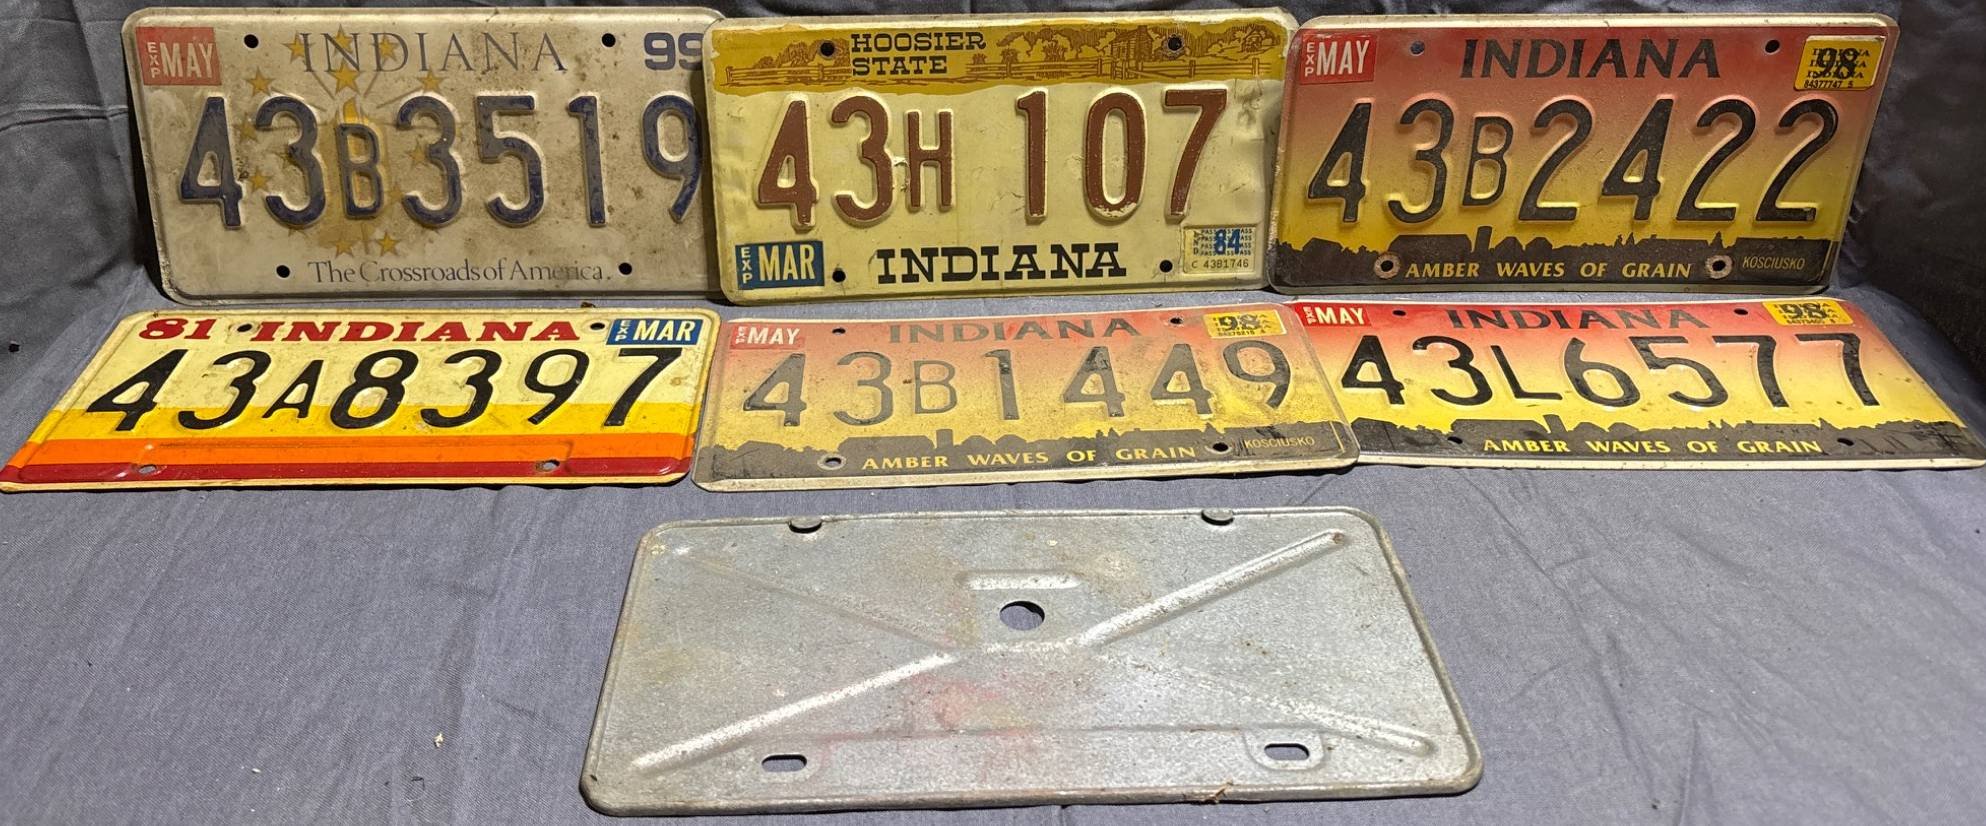 EXP MAY INDIANA 99
43B3519
The Crossroads of America.
HOOSIER
STATE
43H 107
EXP MAR INDIANA 84
C 4381746
EXP MAY INDIANA 98
84377747 S
43B2422
AMBER WAVES OF GRAIN KOSCIUSKO
81 INDIANA EXP MAR
43A8397
EXP MAY INDIANA 98
43B1449
AMBER WAVES OF GRAIN KOSCIUSKO
EXP MAY INDIANA 98
43L6577
AMBER WAVES OF GRAIN